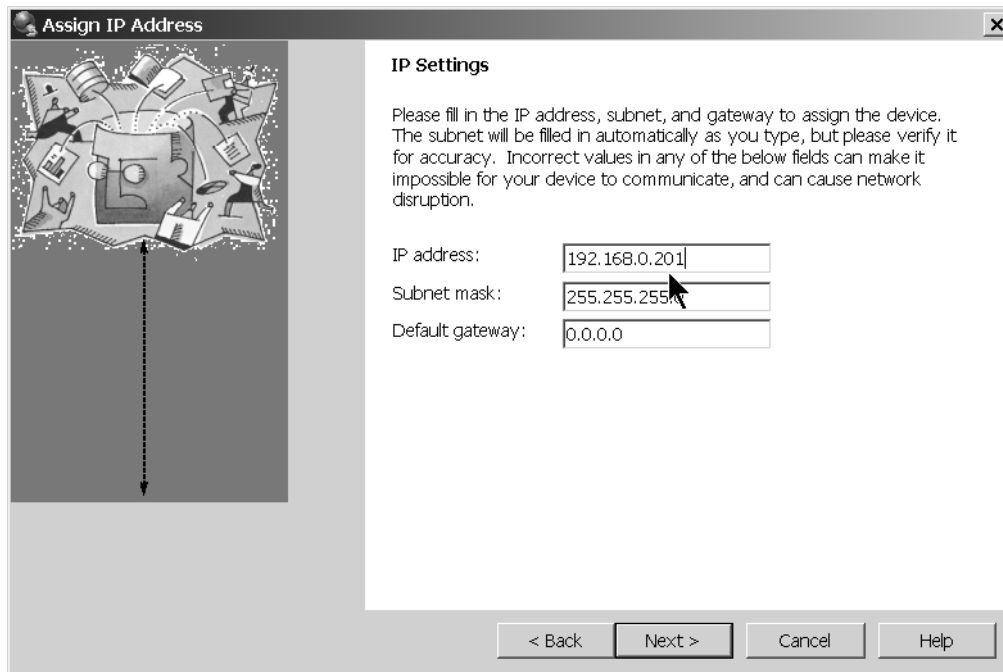 Assign IP Address
IP Settings
Please fill in the IP address, subnet, and gateway to assign the device.
The subnet will be filled in automatically as you type, but please verify it
for accuracy. Incorrect values in any of the below fields can make it
impossible for your device to communicate, and can cause network
disruption.
IP address: 192.168.0.201
Subnet mask: 255.255.255.0
Default gateway: 0.0.0.0
< Back Next > Cancel Help